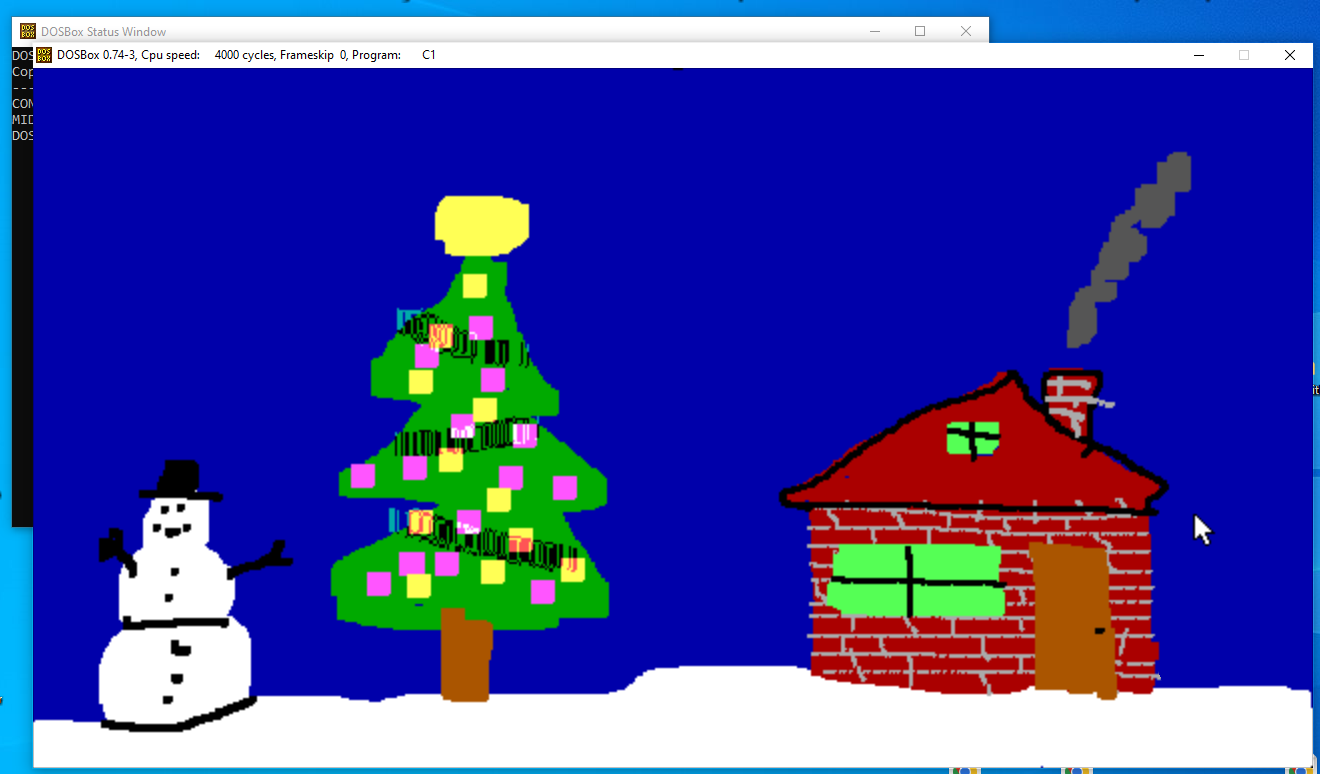 DOSBox Status Window
DOSBox 0.74-3, Cpu speed: 4000 cycles, Frameskip 0, Program: C1
DOS
Cop
---
CON
MID
DOS
it